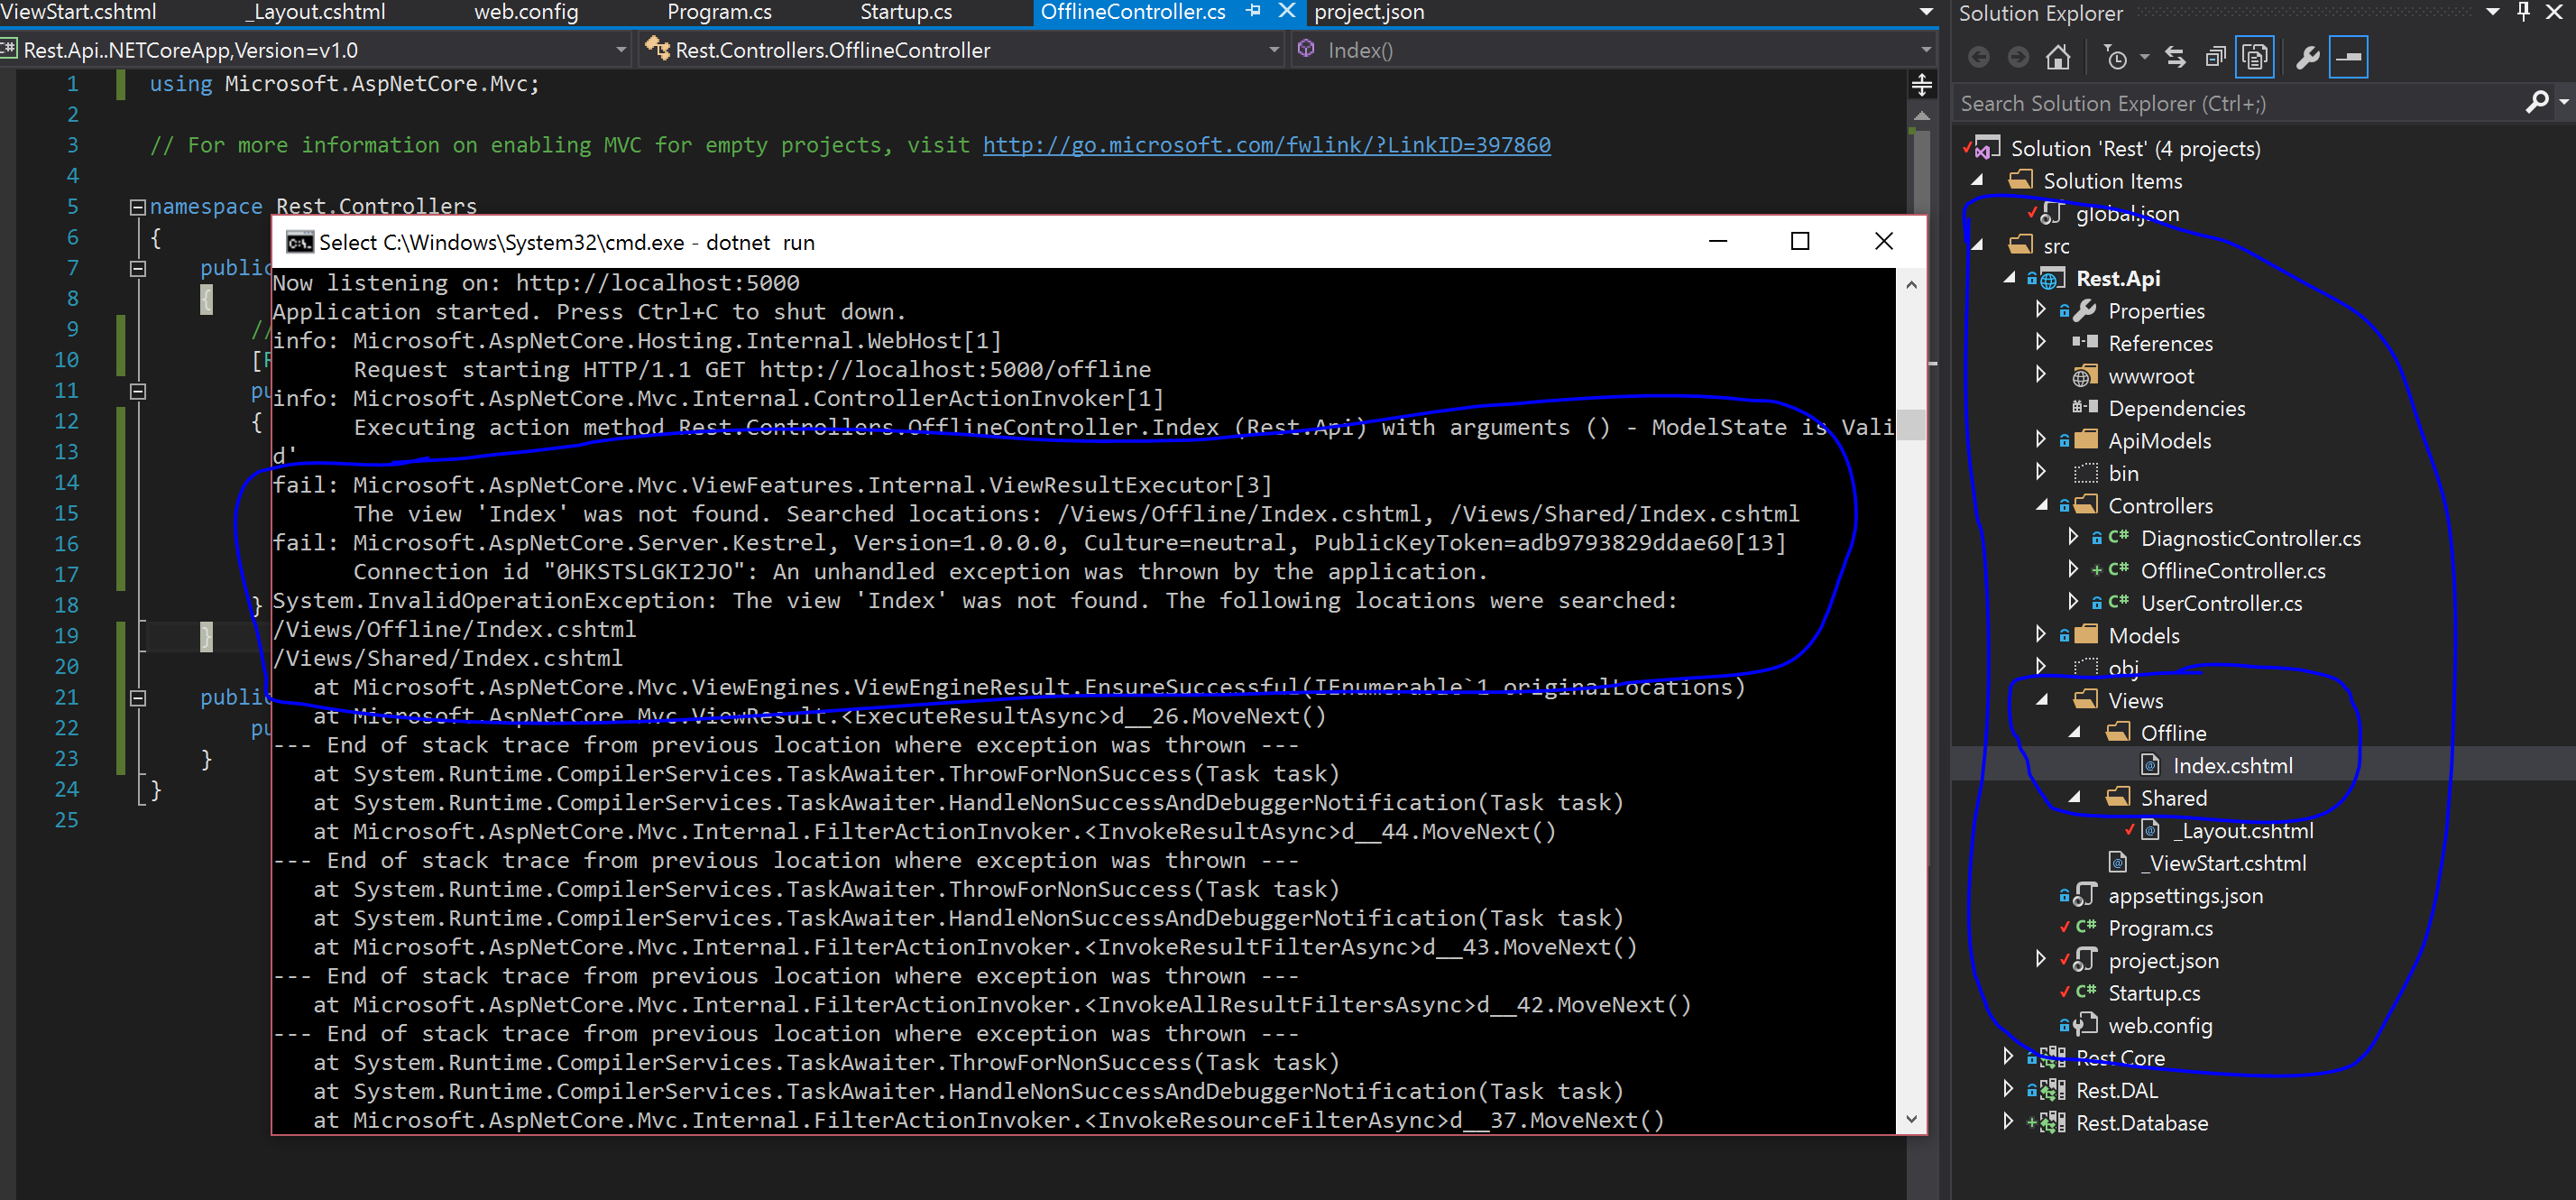 ViewStart.cshtml _Layout.cshtml web.config Program.cs Startup.cs OfflineController.cs project.json
C# Rest.Api..NETCoreApp,Version=v1.0 Rest.Controllers.OfflineController Index()
1 using Microsoft.AspNetCore.Mvc;
2
3 // For more information on enabling MVC for empty projects, visit http://go.microsoft.com/fwlink/?LinkID=397860
4
5 namespace Rest.Controllers
6 {
7 public
8 {
9 //
10 [R
11 pu
12 {
13
14
15
16
17
18 }
19 }
20
21 public
22 pu
23 }
24 }
25
Select C:\Windows\System32\cmd.exe - dotnet  run
Now listening on: http://localhost:5000
Application started. Press Ctrl+C to shut down.
info: Microsoft.AspNetCore.Hosting.Internal.WebHost[1]
Request starting HTTP/1.1 GET http://localhost:5000/offline
info: Microsoft.AspNetCore.Mvc.Internal.ControllerActionInvoker[1]
Executing action method Rest.Controllers.OfflineController.Index (Rest.Api) with arguments () - ModelState is Vali
d'
fail: Microsoft.AspNetCore.Mvc.ViewFeatures.Internal.ViewResultExecutor[3]
The view 'Index' was not found. Searched locations: /Views/Offline/Index.cshtml, /Views/Shared/Index.cshtml
fail: Microsoft.AspNetCore.Server.Kestrel, Version=1.0.0.0, Culture=neutral, PublicKeyToken=adb9793829ddae60[13]
Connection id "0HKSTSLGKI2JO": An unhandled exception was thrown by the application.
System.InvalidOperationException: The view 'Index' was not found. The following locations were searched:
/Views/Offline/Index.cshtml
/Views/Shared/Index.cshtml
at Microsoft.AspNetCore.Mvc.ViewEngines.ViewEngineResult.EnsureSuccessful(IEnumerable`1 originalLocations)
at Microsoft.AspNetCore.Mvc.ViewResult.<ExecuteResultAsync>d__26.MoveNext()
--- End of stack trace from previous location where exception was thrown ---
at System.Runtime.CompilerServices.TaskAwaiter.ThrowForNonSuccess(Task task)
at System.Runtime.CompilerServices.TaskAwaiter.HandleNonSuccessAndDebuggerNotification(Task task)
at Microsoft.AspNetCore.Mvc.Internal.FilterActionInvoker.<InvokeResultAsync>d__44.MoveNext()
--- End of stack trace from previous location where exception was thrown ---
at System.Runtime.CompilerServices.TaskAwaiter.ThrowForNonSuccess(Task task)
at System.Runtime.CompilerServices.TaskAwaiter.HandleNonSuccessAndDebuggerNotification(Task task)
at Microsoft.AspNetCore.Mvc.Internal.FilterActionInvoker.<InvokeResultFilterAsync>d__43.MoveNext()
--- End of stack trace from previous location where exception was thrown ---
at Microsoft.AspNetCore.Mvc.Internal.FilterActionInvoker.<InvokeAllResultFiltersAsync>d__42.MoveNext()
--- End of stack trace from previous location where exception was thrown ---
at System.Runtime.CompilerServices.TaskAwaiter.ThrowForNonSuccess(Task task)
at System.Runtime.CompilerServices.TaskAwaiter.HandleNonSuccessAndDebuggerNotification(Task task)
at Microsoft.AspNetCore.Mvc.Internal.FilterActionInvoker.<InvokeResourceFilterAsync>d__37.MoveNext()
Solution Explorer
Search Solution Explorer (Ctrl+;)
Solution 'Rest' (4 projects)
Solution Items
global.json
src
Rest.Api
Properties
References
wwwroot
Dependencies
ApiModels
bin
Controllers
C# DiagnosticController.cs
C# OfflineController.cs
C# UserController.cs
Models
obj
Views
Offline
Index.cshtml
Shared
_Layout.cshtml
_ViewStart.cshtml
appsettings.json
C# Program.cs
project.json
C# Startup.cs
web.config
Rest.Core
Rest.DAL
Rest.Database